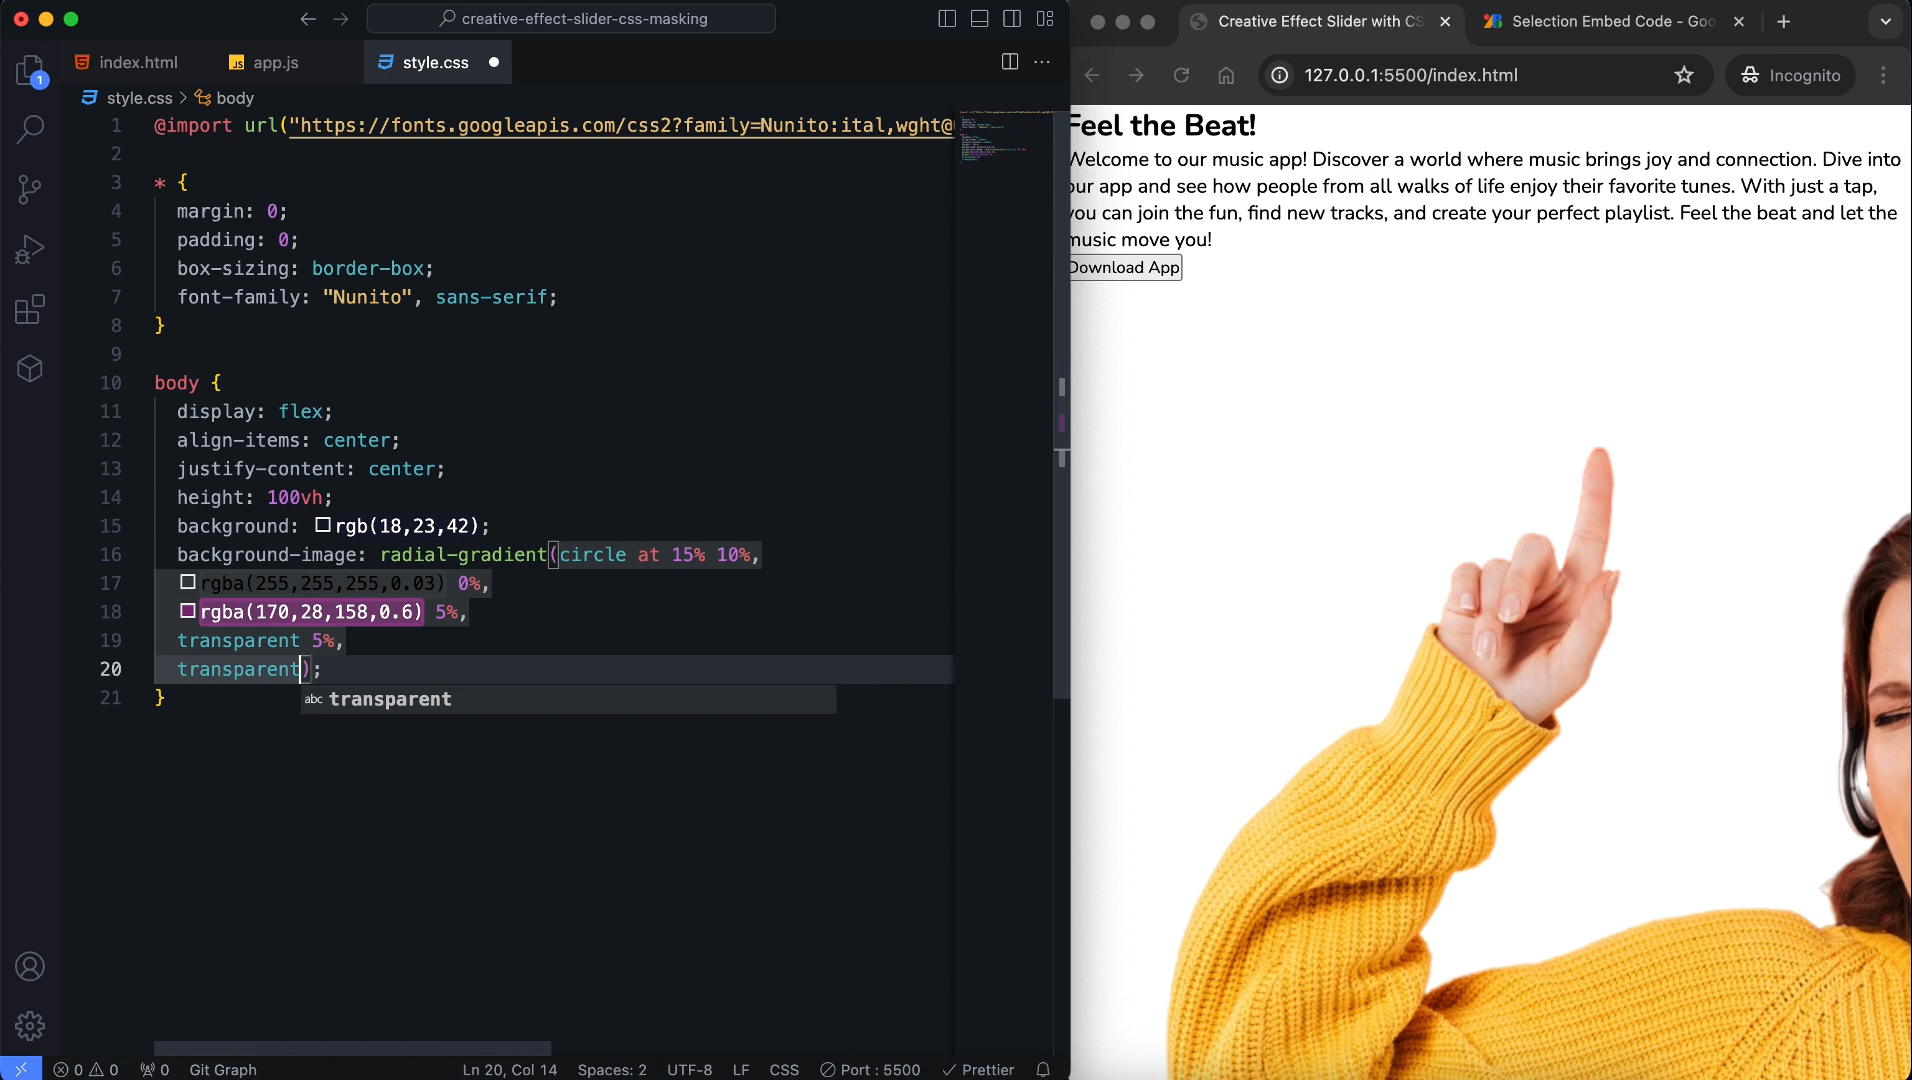 creative-effect-slider-css-masking
index.html
app.js
style.css
style.css > body
1 @import url("https://fonts.googleapis.com/css2?family=Nunito:ital,wght@
2
3 * {
4 margin: 0;
5 padding: 0;
6 box-sizing: border-box;
7 font-family: "Nunito", sans-serif;
8 }
9
10 body {
11 display: flex;
12 align-items: center;
13 justify-content: center;
14 height: 100vh;
15 background: rgb(18,23,42);
16 background-image: radial-gradient(circle at 15% 10%,
17 rgba(255,255,255,0.03) 0%,
18 rgba(170,28,158,0.6) 5%,
19 transparent 5%,
20 transparent);
21 }
abc transparent
1
0 0 0 Git Graph Ln 20, Col 14 Spaces: 2 UTF-8 LF CSS Port : 5500 Prettier
Creative Effect Slider with CS
Selection Embed Code - Goo
127.0.0.1:5500/index.html
Incognito
Feel the Beat!
Welcome to our music app! Discover a world where music brings joy and connection. Dive into
our app and see how people from all walks of life enjoy their favorite tunes. With just a tap,
you can join the fun, find new tracks, and create your perfect playlist. Feel the beat and let the
music move you!
Download App